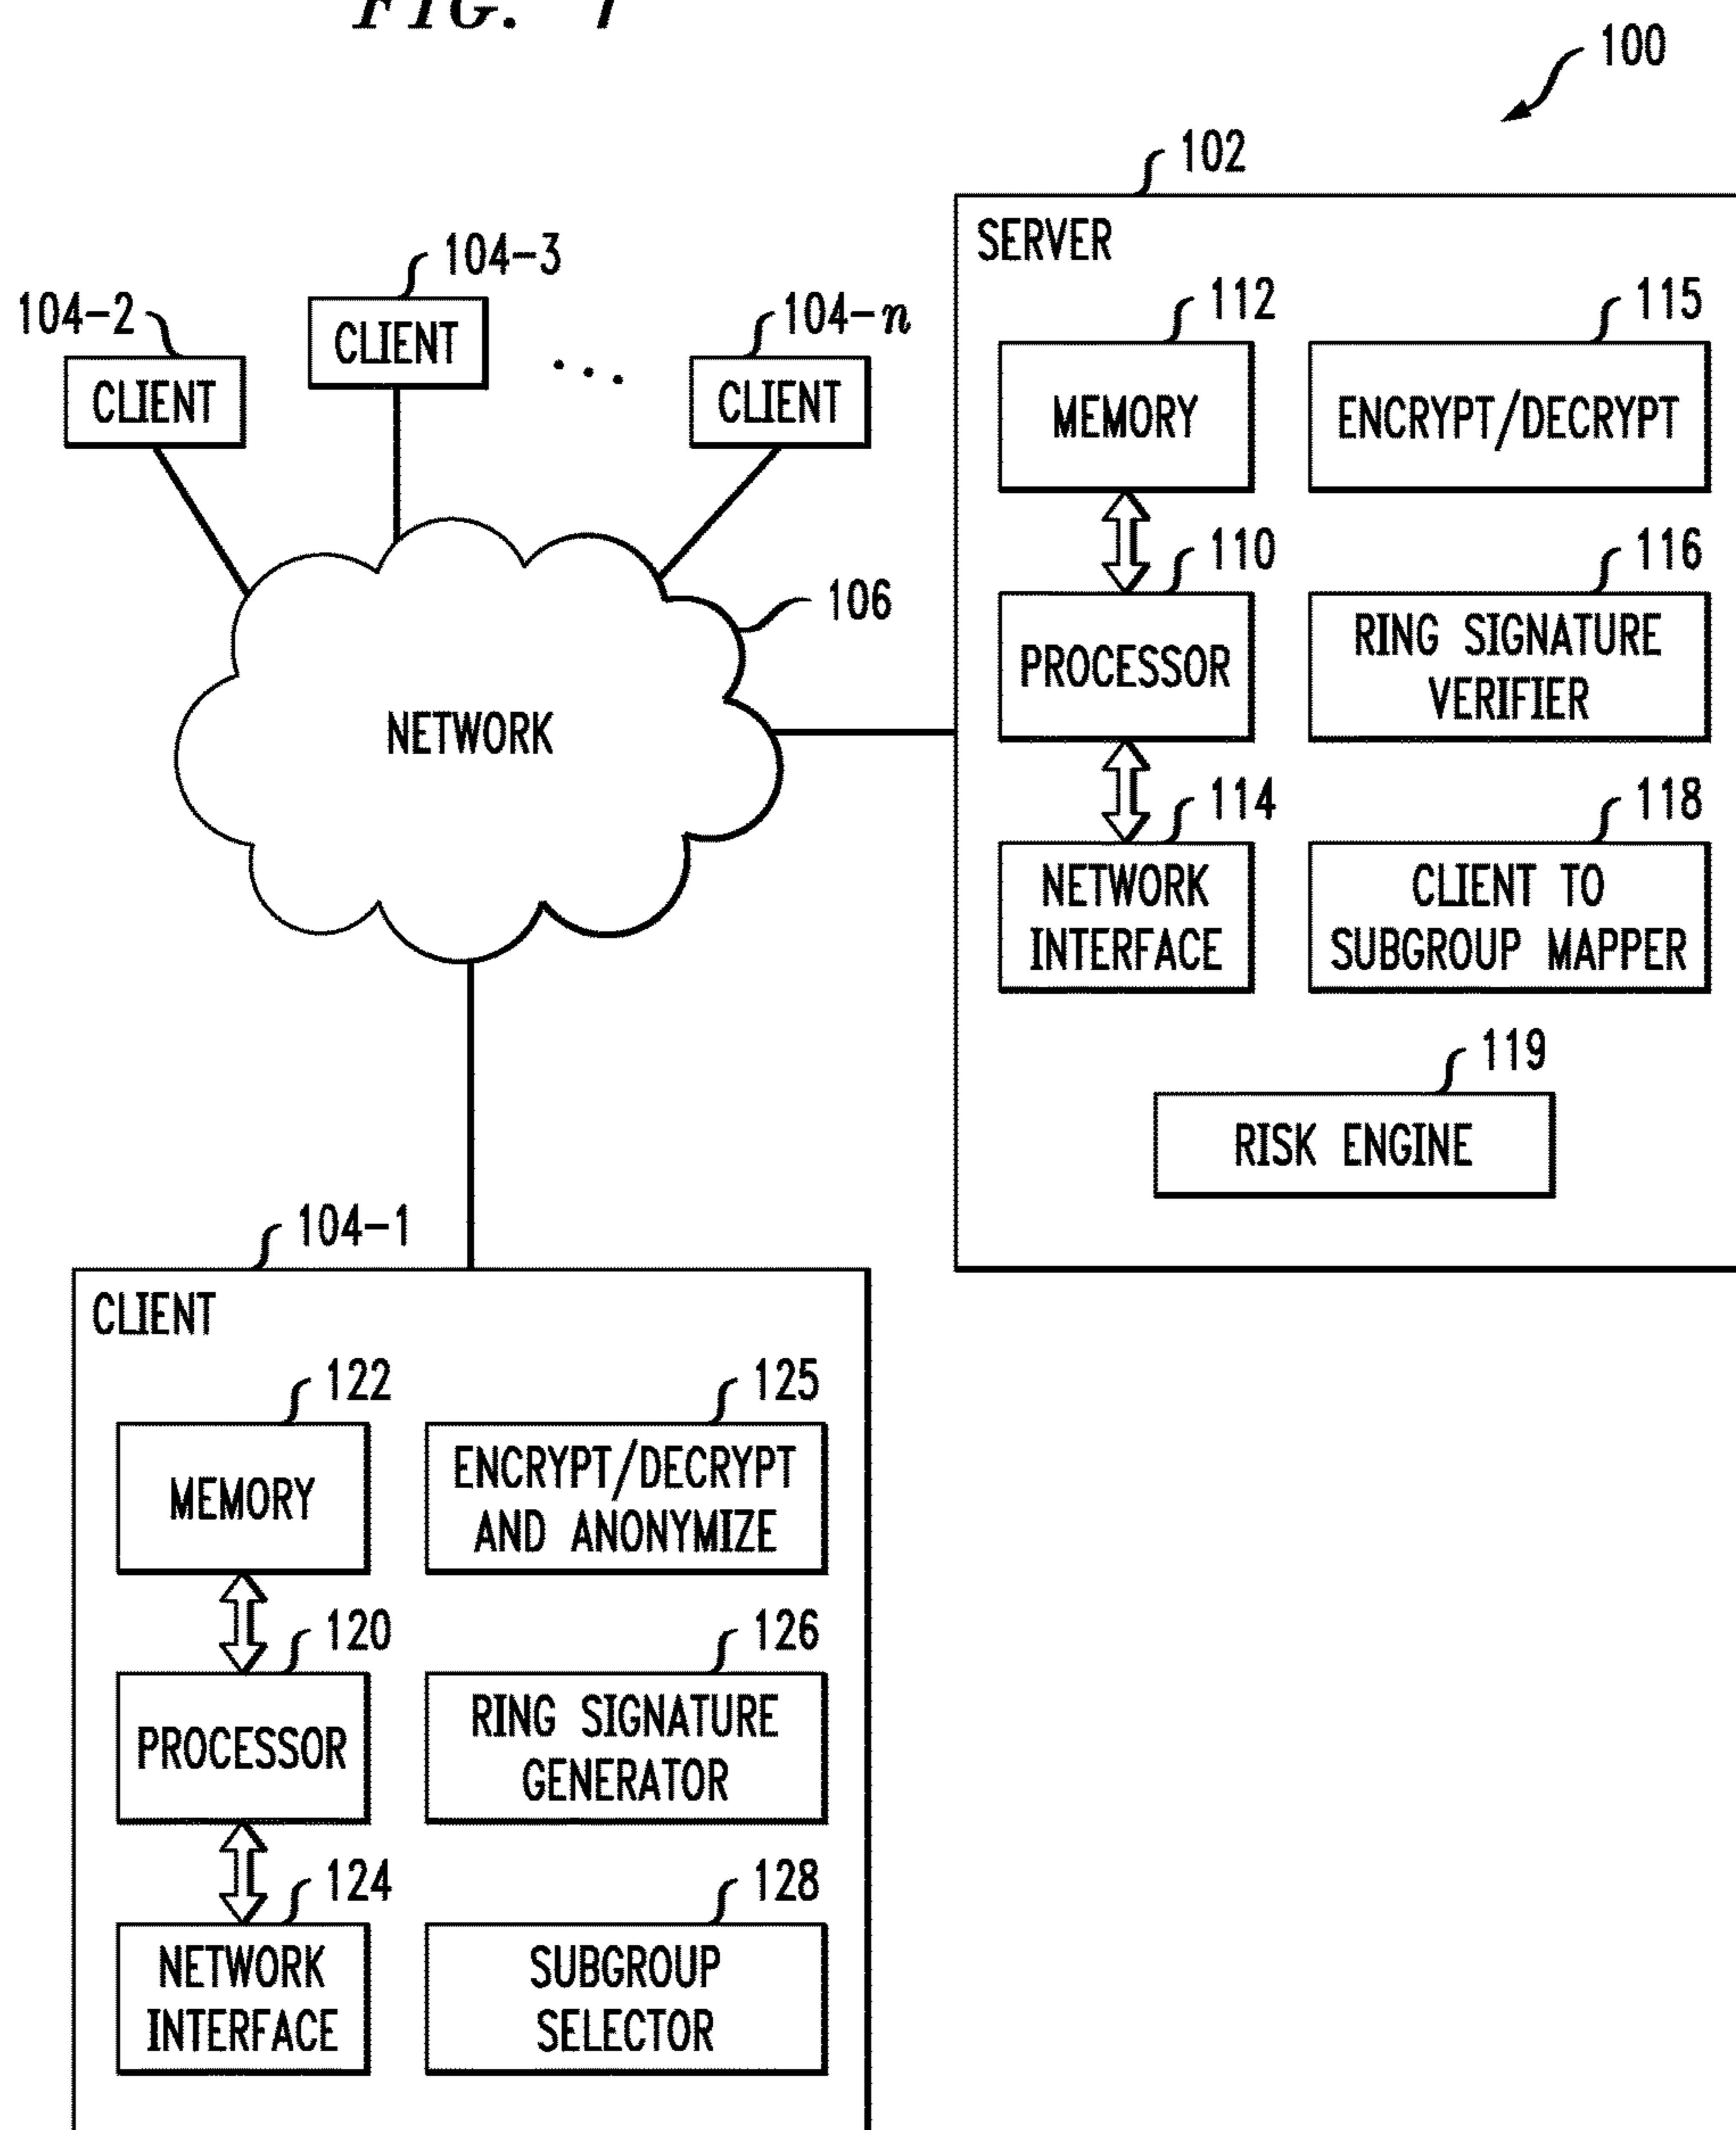 FIG. 1
100
102
SERVER
104-3
104-2
104-n
CLIENT
CLIENT
...
CLIENT
112
115
MEMORY
ENCRYPT/DECRYPT
110
116
106
PROCESSOR
RING SIGNATURE
VERIFIER
NETWORK
114
118
NETWORK
INTERFACE
CLIENT TO
SUBGROUP MAPPER
119
RISK ENGINE
104-1
CLIENT
122
125
MEMORY
ENCRYPT/DECRYPT
AND ANONYMIZE
120
126
PROCESSOR
RING SIGNATURE
GENERATOR
124
128
NETWORK
INTERFACE
SUBGROUP
SELECTOR